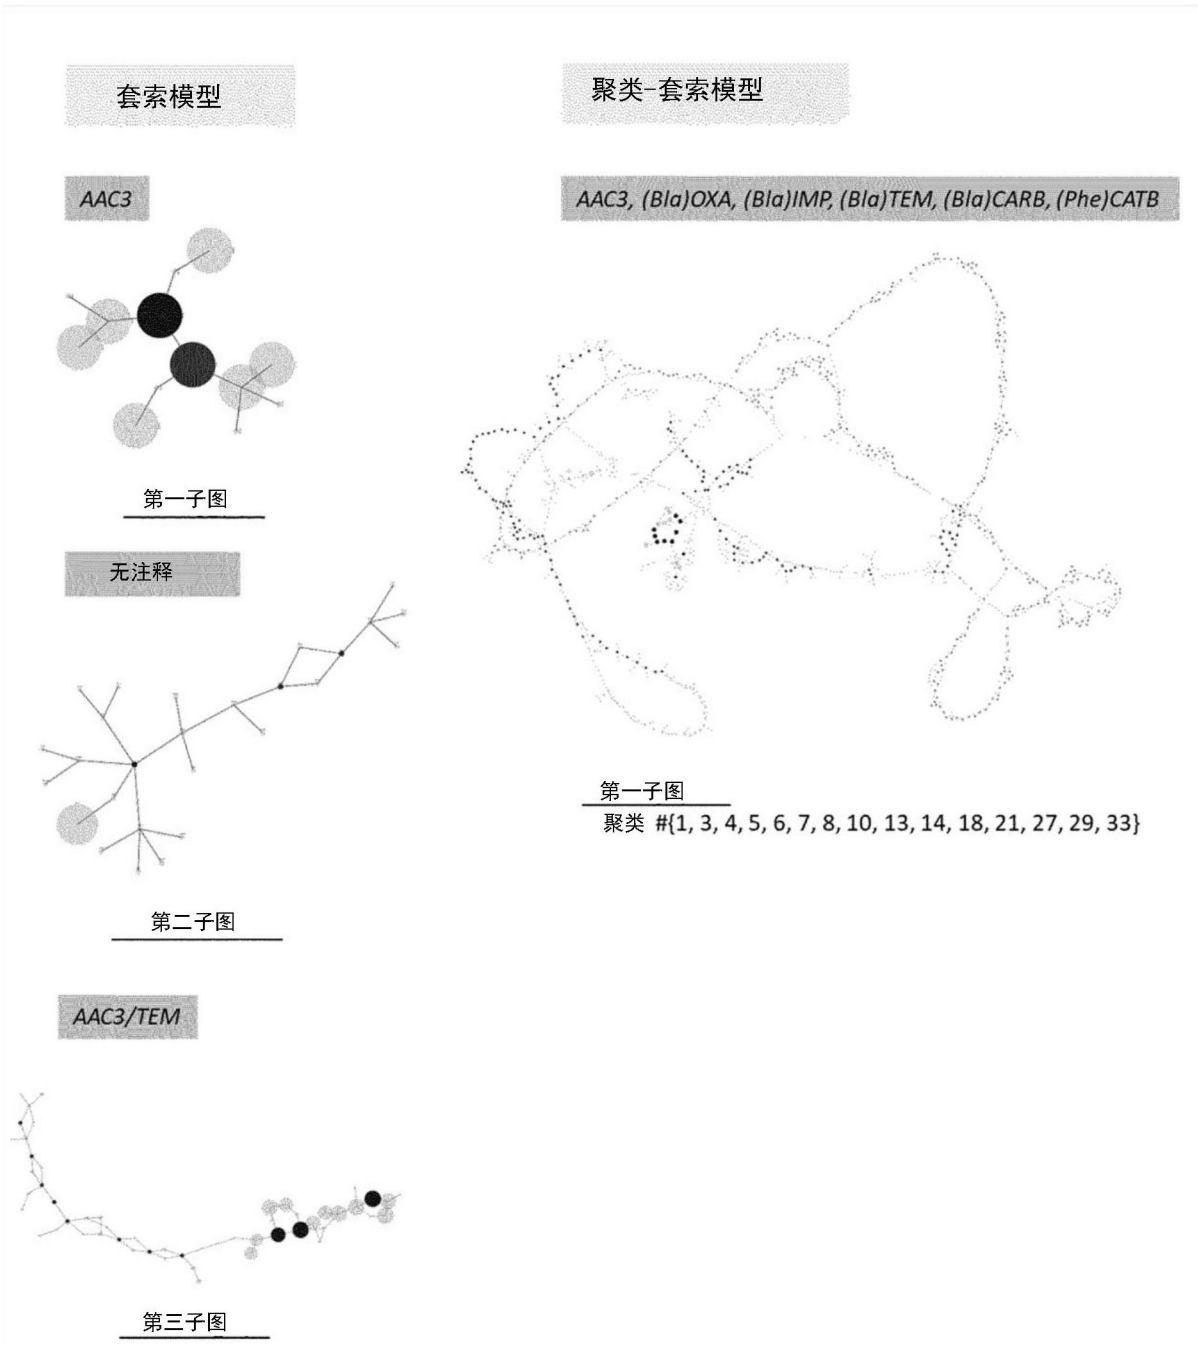 套索模型
聚类-套索模型
AAC3
AAC3, (Bla)OXA, (Bla)IMP, (Bla)TEM, (Bla)CARB, (Phe)CATB
第一子图
无注释
第一子图
聚类 #{1, 3, 4, 5, 6, 7, 8, 10, 13, 14, 18, 21, 27, 29, 33}
第二子图
AAC3/TEM
第三子图